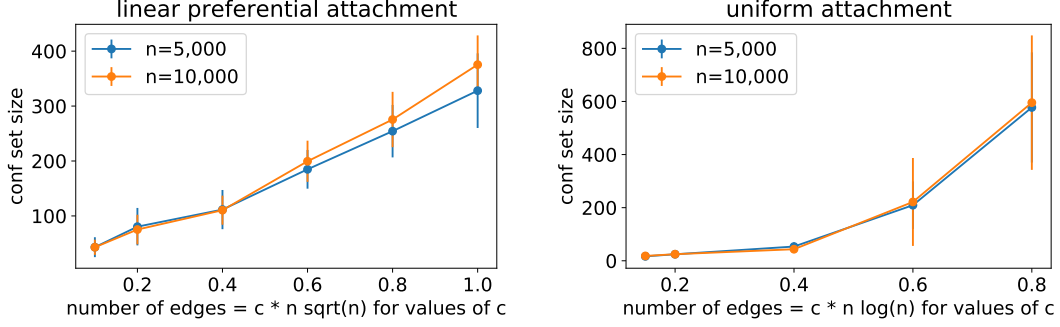 linear preferential attachment
n=5,000
n=10,000
conf set size
400
300
200
100
0.2 0.4 0.6 0.8 1.0
number of edges = c * n sqrt(n) for values of c
uniform attachment
n=5,000
n=10,000
conf set size
800
600
400
200
0
0.2 0.4 0.6 0.8
number of edges = c * n log(n) for values of c